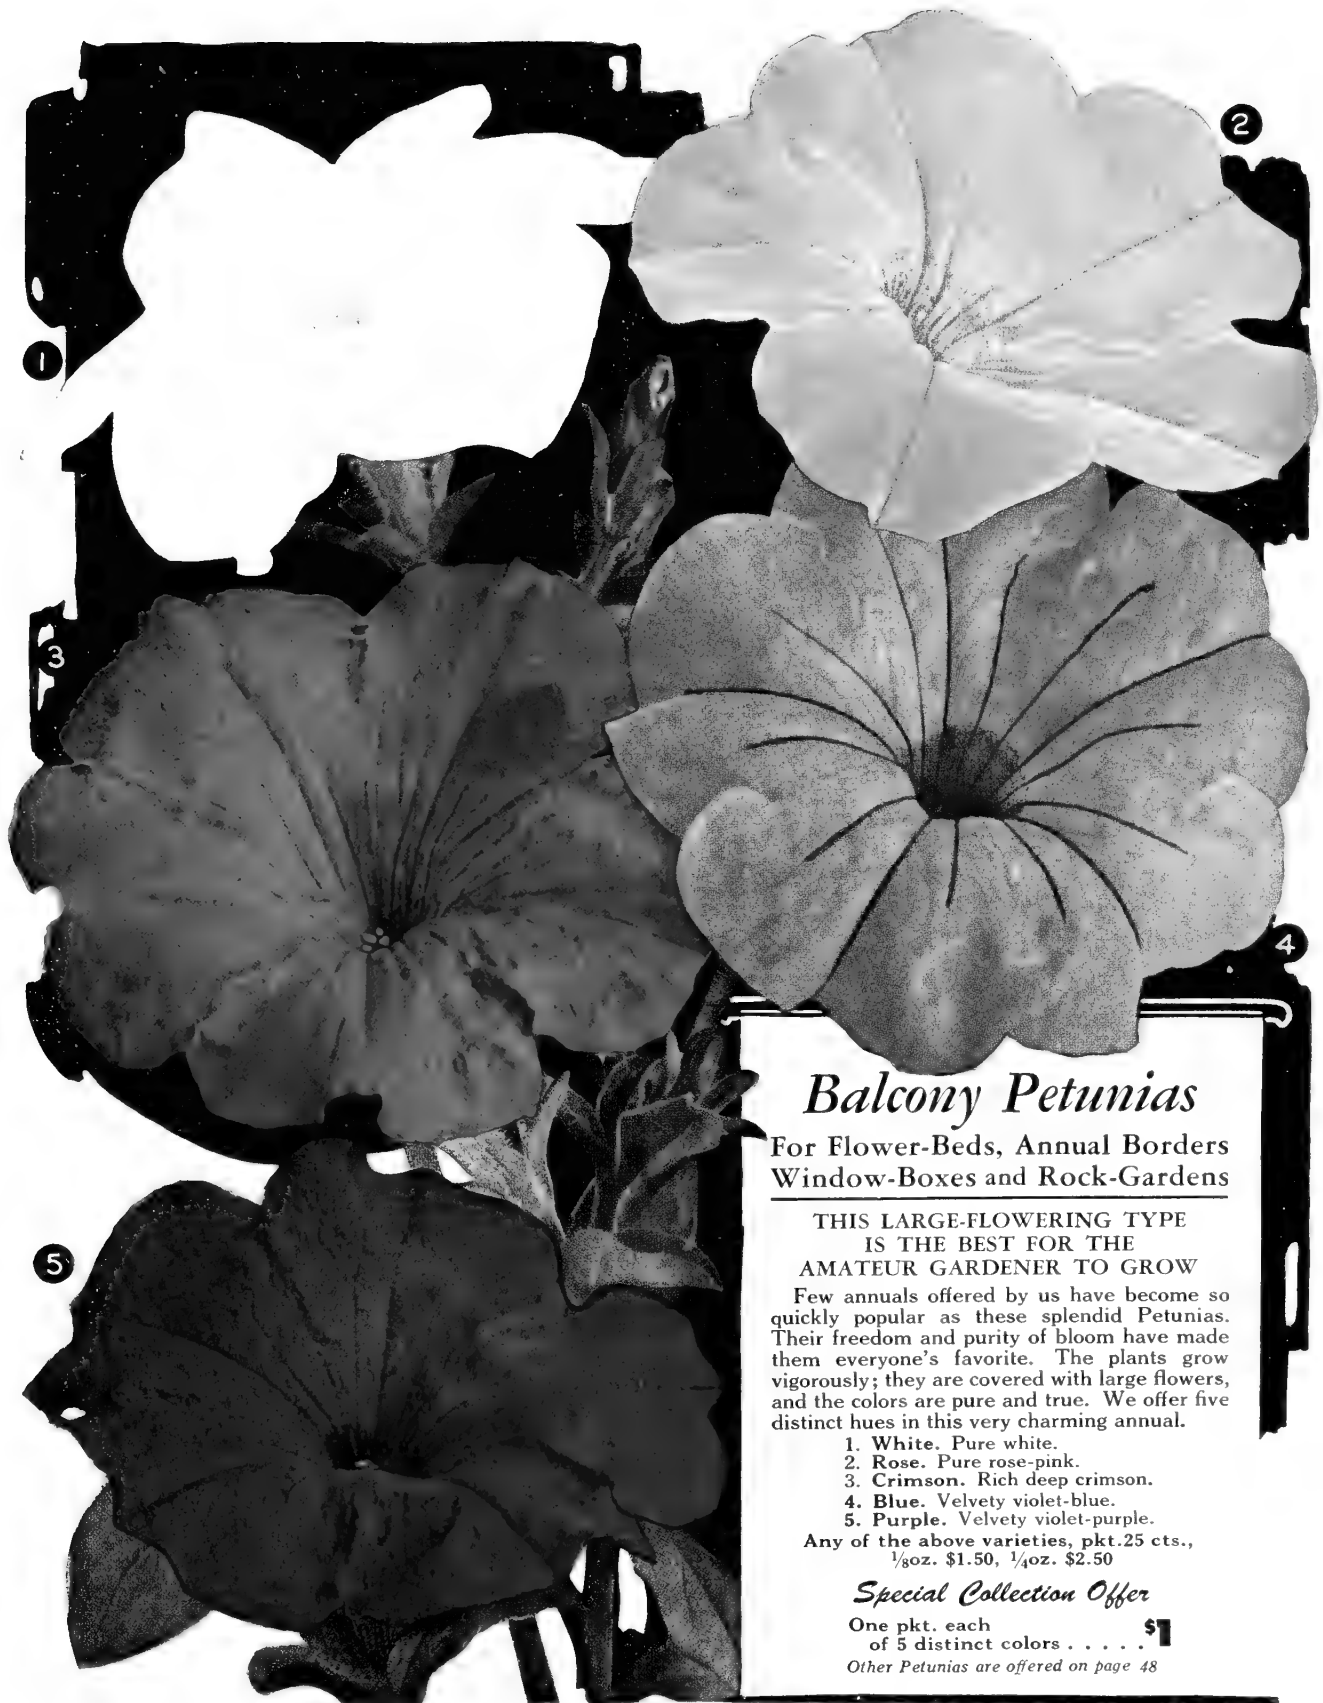 2
1
3
4
Balcony Petunias
For Flower-Beds, Annual Borders
Window-Boxes and Rock-Gardens
THIS LARGE-FLOWERING TYPE
IS THE BEST FOR THE
AMATEUR GARDENER TO GROW
Few annuals offered by us have become so
quickly popular as these splendid Petunias.
Their freedom and purity of bloom have made
them everyone's favorite. The plants grow
vigorously; they are covered with large flowers,
and the colors are pure and true. We offer five
distinct hues in this very charming annual.
1. White. Pure white.
2. Rose. Pure rose-pink.
3. Crimson. Rich deep crimson.
4. Blue. Velvety violet-blue.
5. Purple. Velvety violet-purple.
Any of the above varieties, pkt.25 cts.,
⅛oz. $1.50, ¼oz. $2.50
Special Collection Offer
One pkt. each
of 5 distinct colors . . . . . $1
Other Petunias are offered on page 48
5